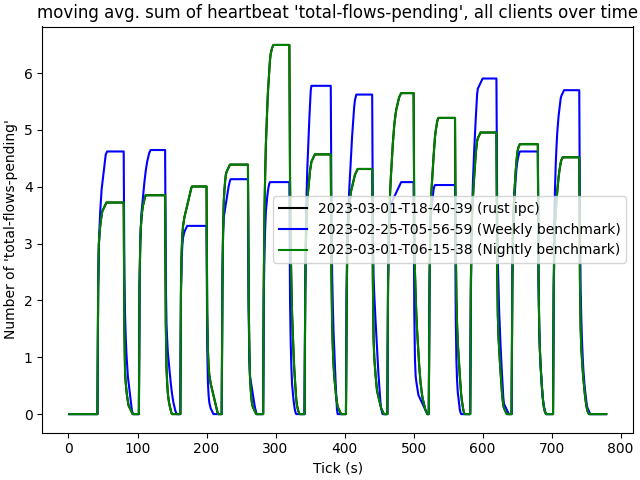 moving avg. sum of heartbeat 'total-flows-pending', all clients over time
Number of 'total-flows-pending'
6
5
4
3
2
1
0
2023-03-01-T18-40-39 (rust ipc)
2023-02-25-T05-56-59 (Weekly benchmark)
2023-03-01-T06-15-38 (Nightly benchmark)
0 100 200 300 400 500 600 700 800
Tick (s)